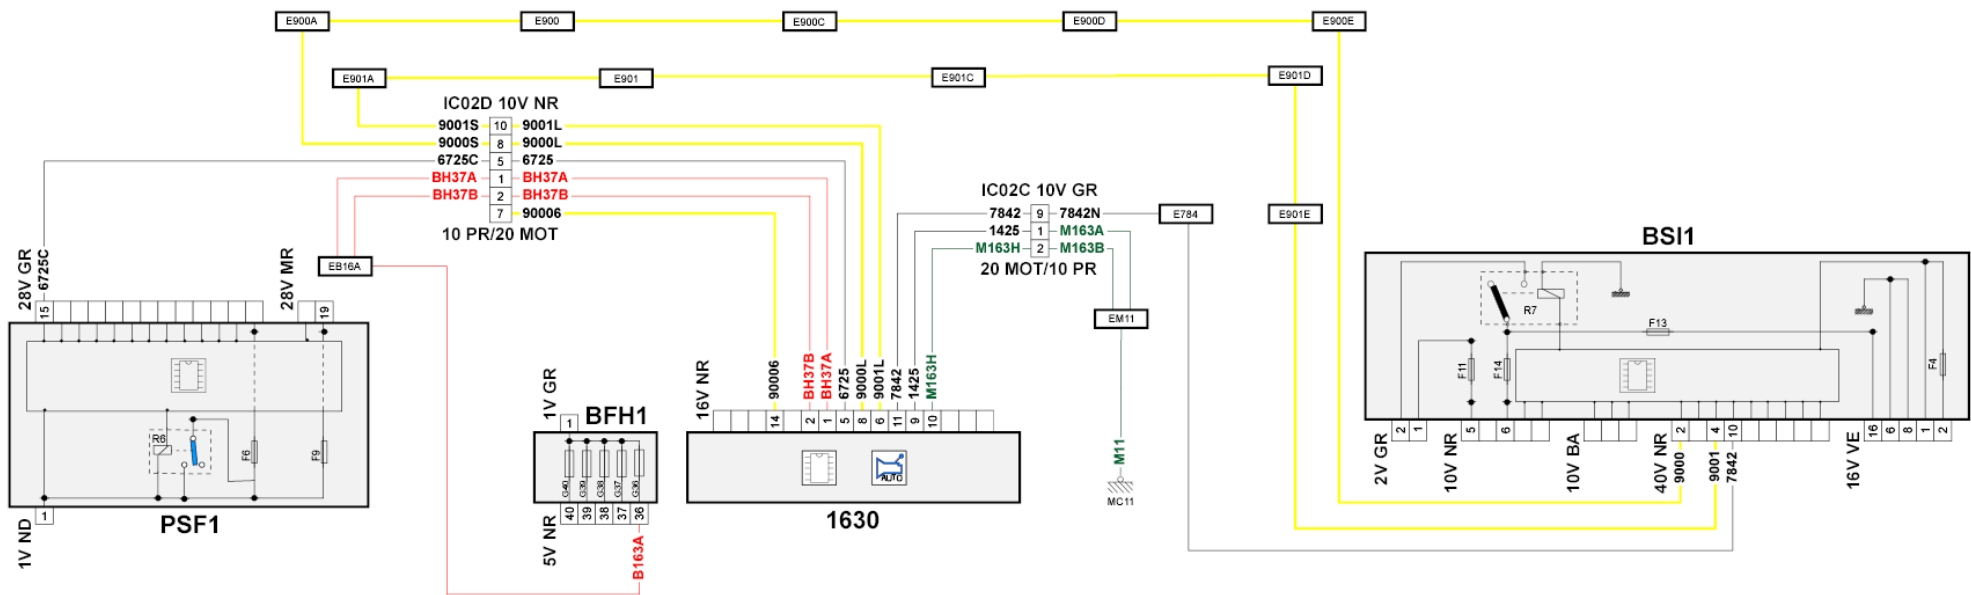 E900A E900 E900C E900D E900E
E901A E901 E901C E901D
IC02D 10V NR
9001S 10 9001L
9000S 8 9000L
6725C 5 6725
BH37A 1 BH37A
BH37B 2 BH37B
7 90006
10 PR/20 MOT
IC02C 10V GR
7842 9 7842N E784 E901E
1425 1 M163A
M163H 2 M163B
20 MOT/10 PR
BSI1
EB16A
EM11
28V GR 6725C 28V MR
15 19
R6 F6 F9
PSF1
1
1V ND
1V GR
1 BFH1
G40 G39 G38 G37 G36
40 39 38 37 36
5V NR
B163A
16V NR 90006 BH37B BH37A 6725 9000L 9001L 7842 1425 M163H
14 2 1 5 8 6 11 9 10
AUTO
1630
M11
MC11
R7
F13
F11 F14 F4
2 1 5 6 2 4 10 16 6 8 1 2
2V GR 10V NR 10V BA 40V NR 9000 9001 7842 16V VE